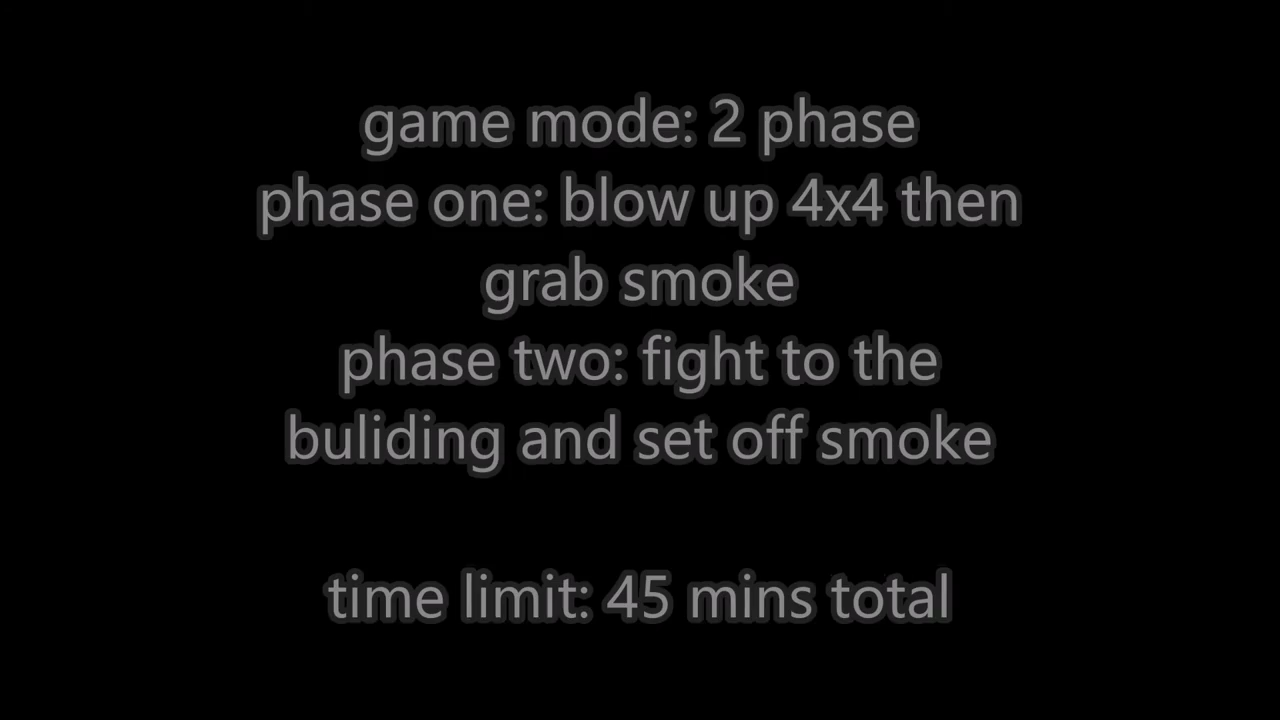 game mode: 2 phase
phase one: blow up 4x4 then
grab smoke
phase two: fight to the
buliding and set off smoke
time limit: 45 mins total